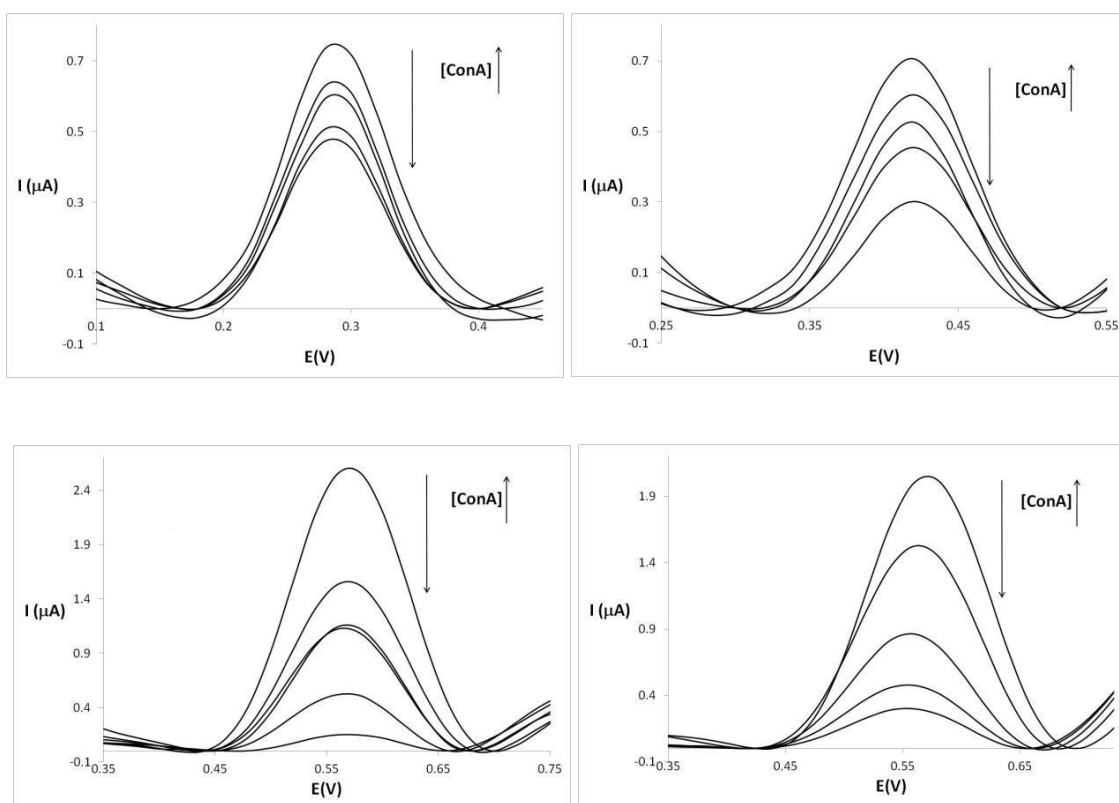 0.7
[ConA]
0.5
I (µA)
0.3
0.1
0.1 0.2 0.3 0.4
-0.1
E(V)
0.7
[ConA]
0.5
I (µA)
0.3
0.1
0.25 0.35 0.45 0.55
-0.1
E(V)
2.4
[ConA]
1.9
1.4
I (µA)
0.9
0.4
-0.1
0.35 0.45 0.55 0.65 0.75
E(V)
1.9
[ConA]
1.4
I (µA)
0.9
0.4
-0.1
0.35 0.45 0.55 0.65
E(V)